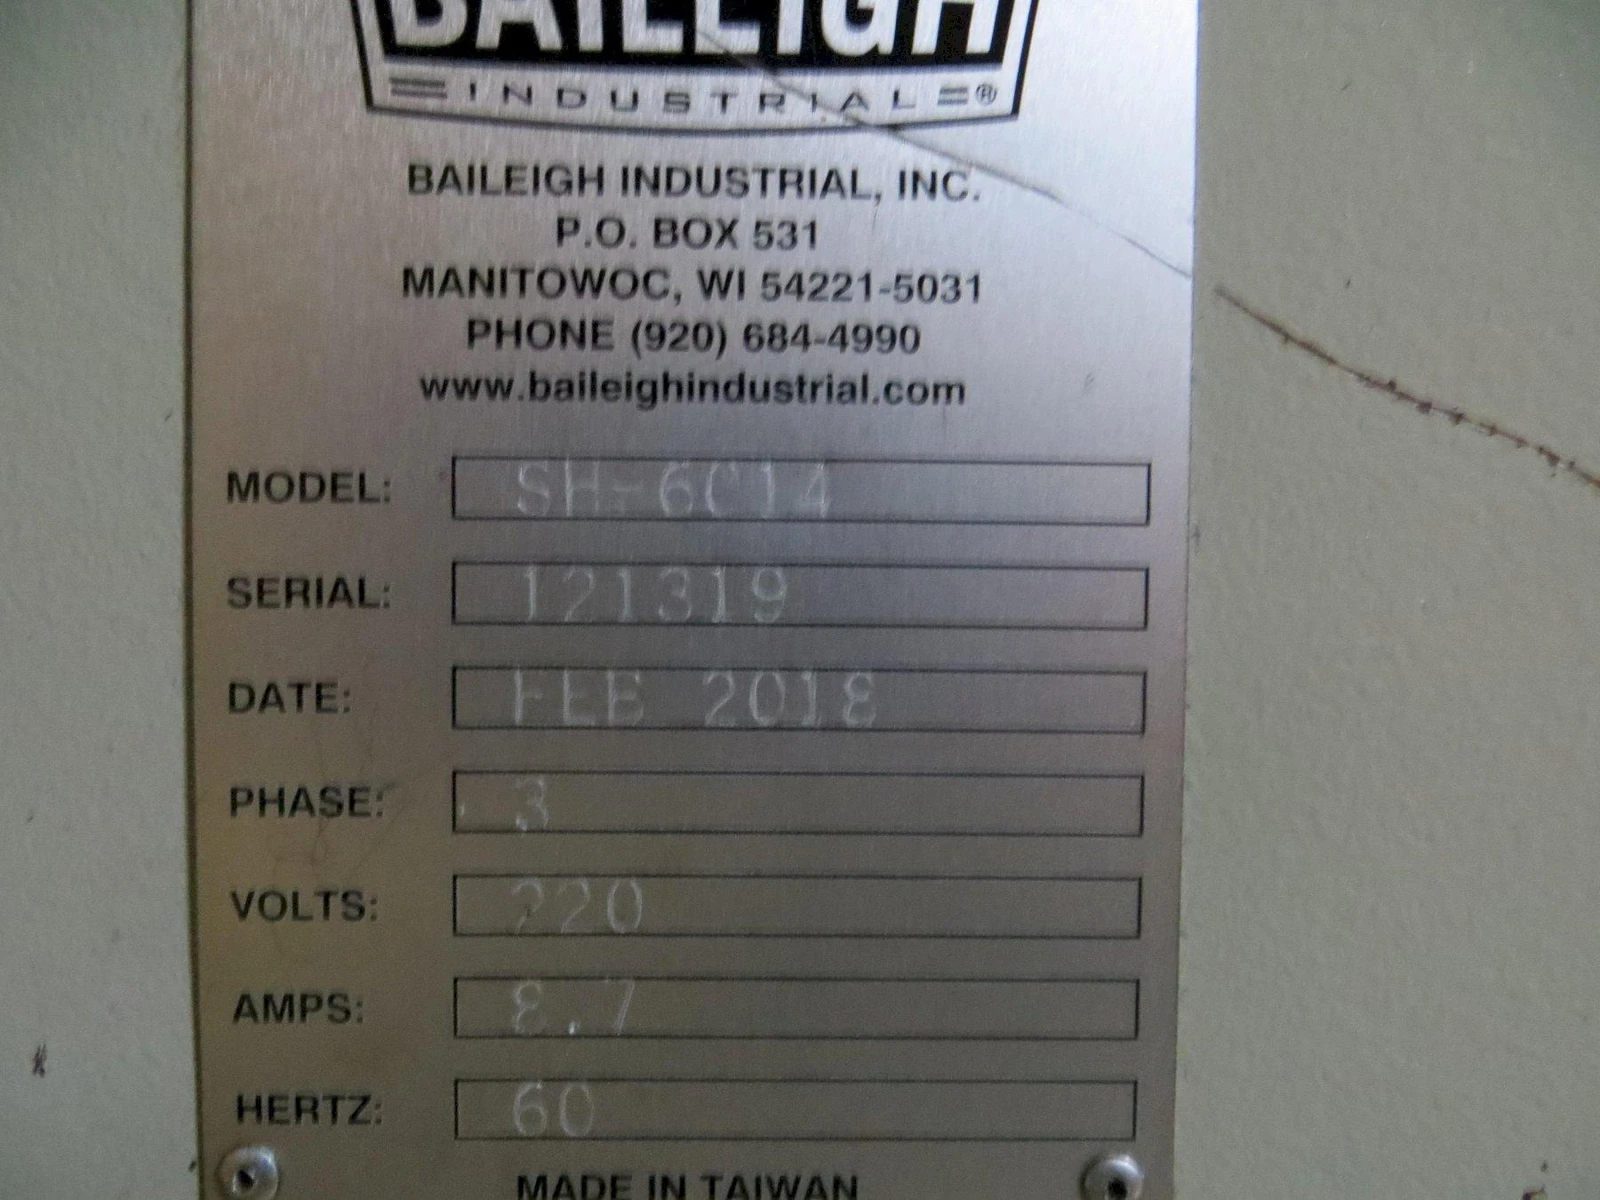 BAILEIGH
INDUSTRIAL ®
BAILEIGH INDUSTRIAL, INC.
P.O. BOX 531
MANITOWOC, WI 54221-5031
PHONE (920) 684-4990
www.baileighindustrial.com
MODEL: SH-6014
SERIAL: 121319
DATE: FEB 2018
PHASE: 3
VOLTS: 220
AMPS: 8.7
HERTZ: 60
MADE IN TAIWAN